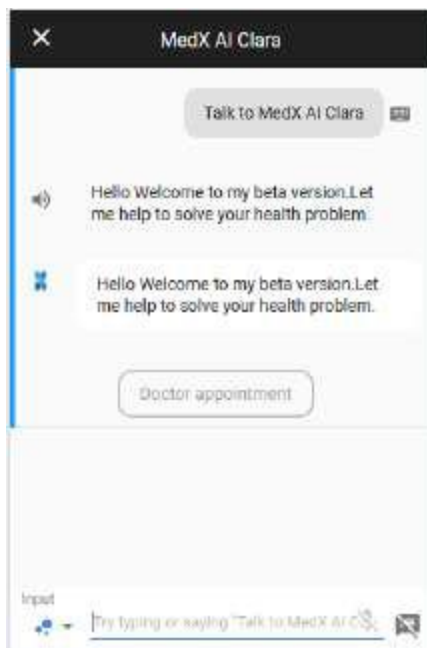 MedX AI Clara
Talk to MedX AI Clara
Hello Welcome to my beta version.Let
me help to solve your health problem.
Hello Welcome to my beta version.Let
me help to solve your health problem.
Doctor appointment
Input
Try typing or saying "Talk to MedX AI C